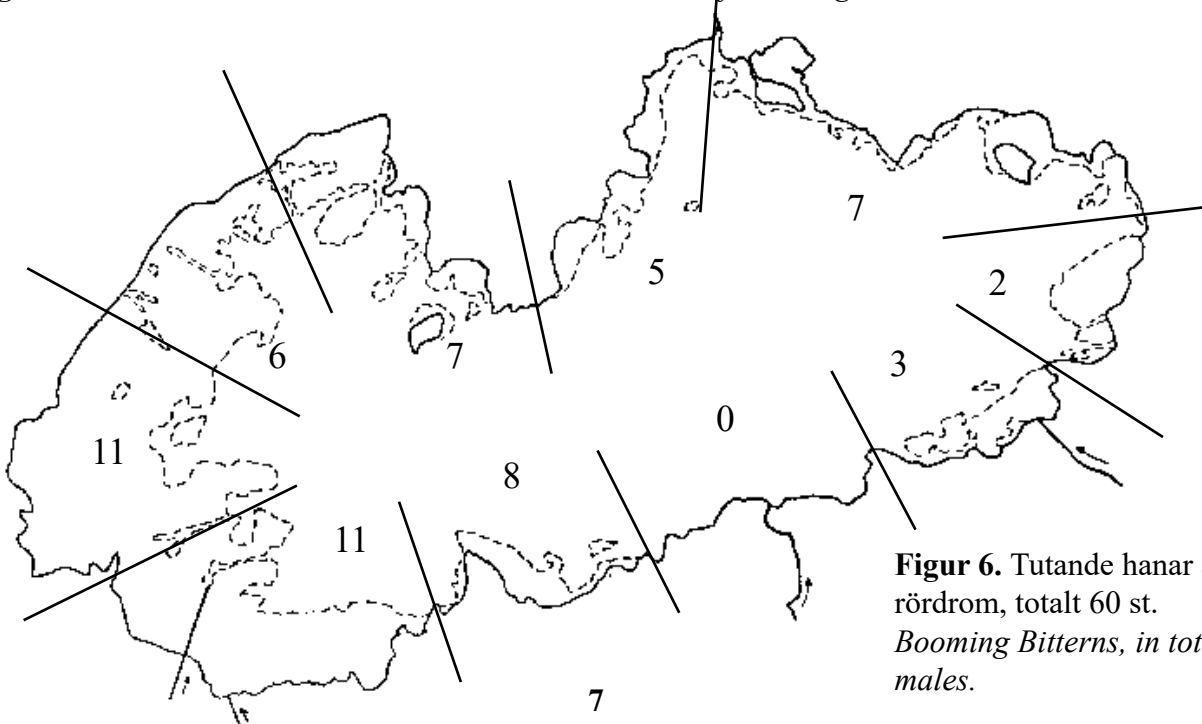 7
5
2
6
7
3
0
11
8
11
Figur 6. Tutande hanar
rördrom, totalt 60 st.
Booming Bitterns, in
males.
7